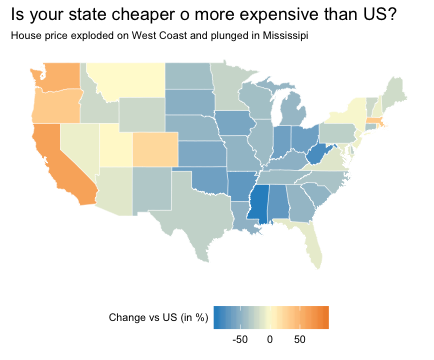 Is your state cheaper o more expensive than US?
House price exploded on West Coast and plunged in Mississipi
Change vs US (in %)
-50 0 50